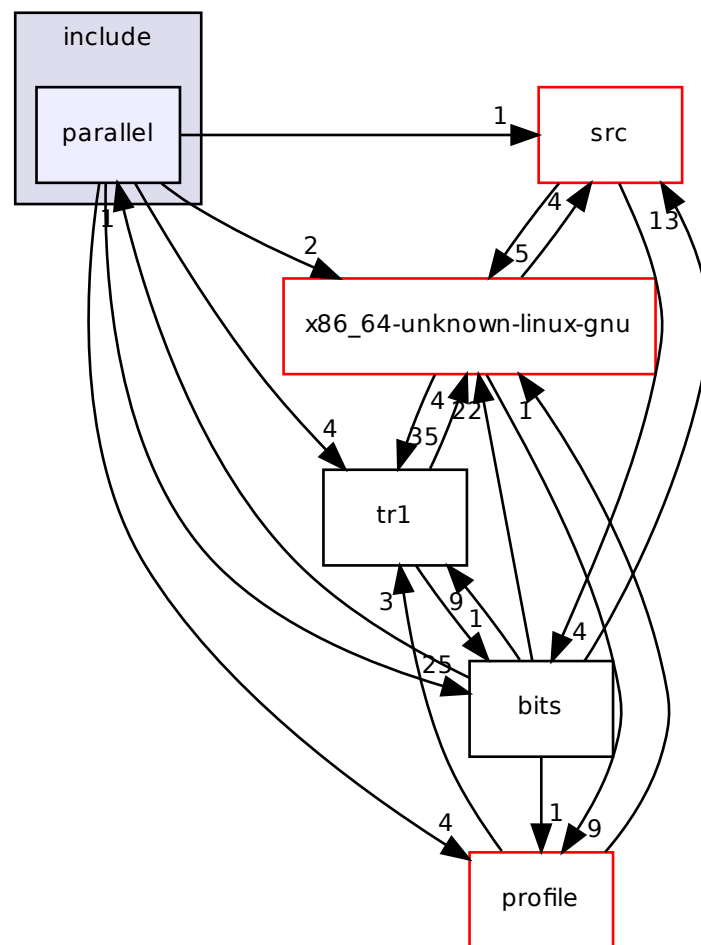 include
parallel
1
src
1
4
13
2
5
x86_64-unknown-linux-gnu
4
22
1
4
35
tr1
3
9
1
4
25
bits
4
1
9
profile